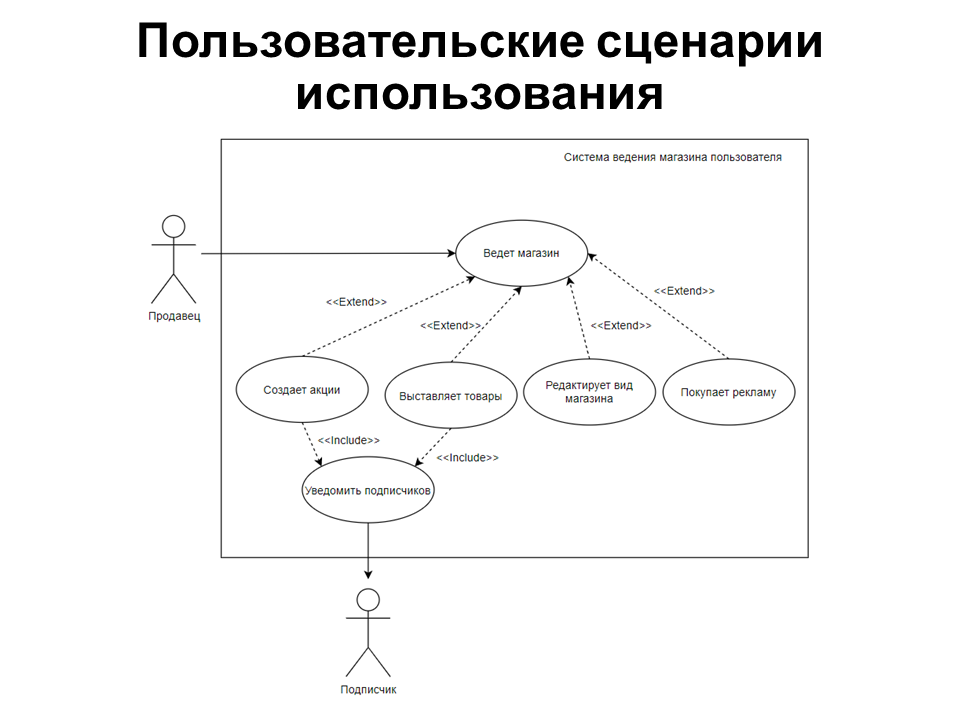 Пользовательские сценарии
использования
Система ведения магазина пользователя
Ведет магазин
Продавец
<<Extend>>
<<Extend>>
<<Extend>>
<<Extend>>
Создает акции
Выставляет товары
Редактирует вид
магазина
Покупает рекламу
<<Include>>
<<Include>>
Уведомить подписчиков
Подписчик